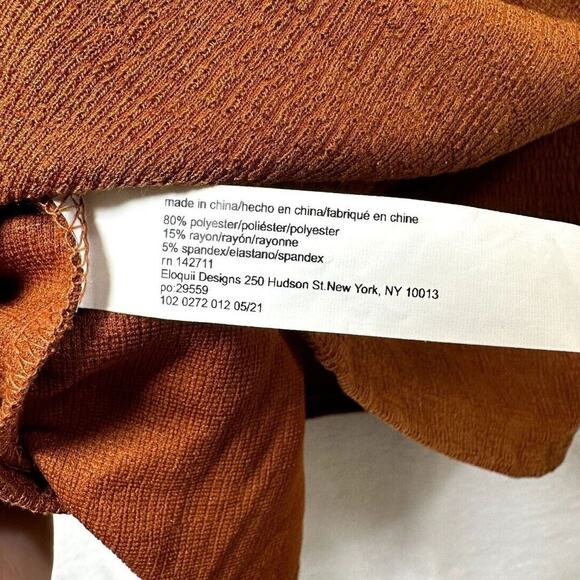 made in china/hecho en china/fabriqué en chine
80% polyester/poliéster/polyester
15% rayon/rayón/rayonne
5% spandex/elastano/spandex
rn 142711
Eloquii Designs 250 Hudson St.New York, NY 10013
po:29559
102 0272 012 05/21